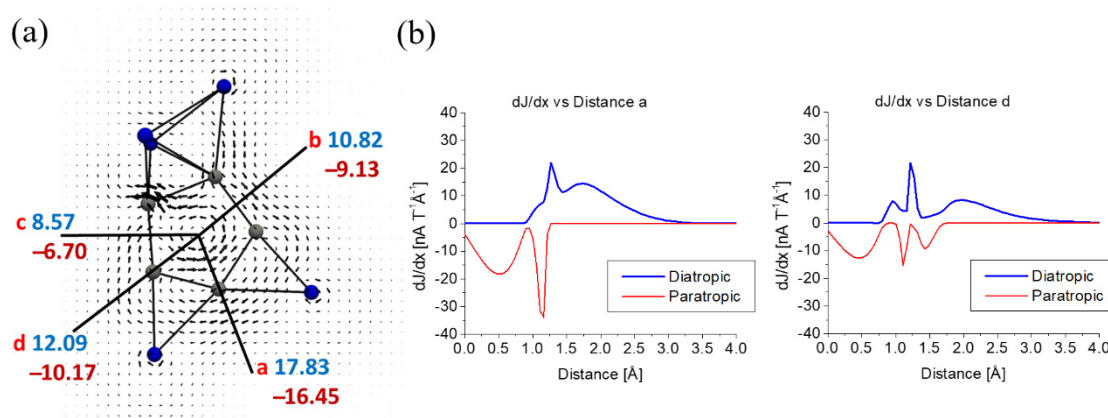 (a)
b 10.82
−9.13
c 8.57
−6.70
d 12.09
−10.17
a 17.83
−16.45
(b)
dJ/dx vs Distance a
40
30
20
10
0
-10
-20
-30
-40
dJ/dx [nA T⁻¹Å⁻¹]
Diatropic
Paratropic
0.0 0.5 1.0 1.5 2.0 2.5 3.0 3.5 4.0
Distance [Å]
dJ/dx vs Distance d
40
30
20
10
0
-10
-20
-30
-40
dJ/dx [nA T⁻¹Å⁻¹]
Diatropic
Paratropic
0.0 0.5 1.0 1.5 2.0 2.5 3.0 3.5 4.0
Distance [Å]